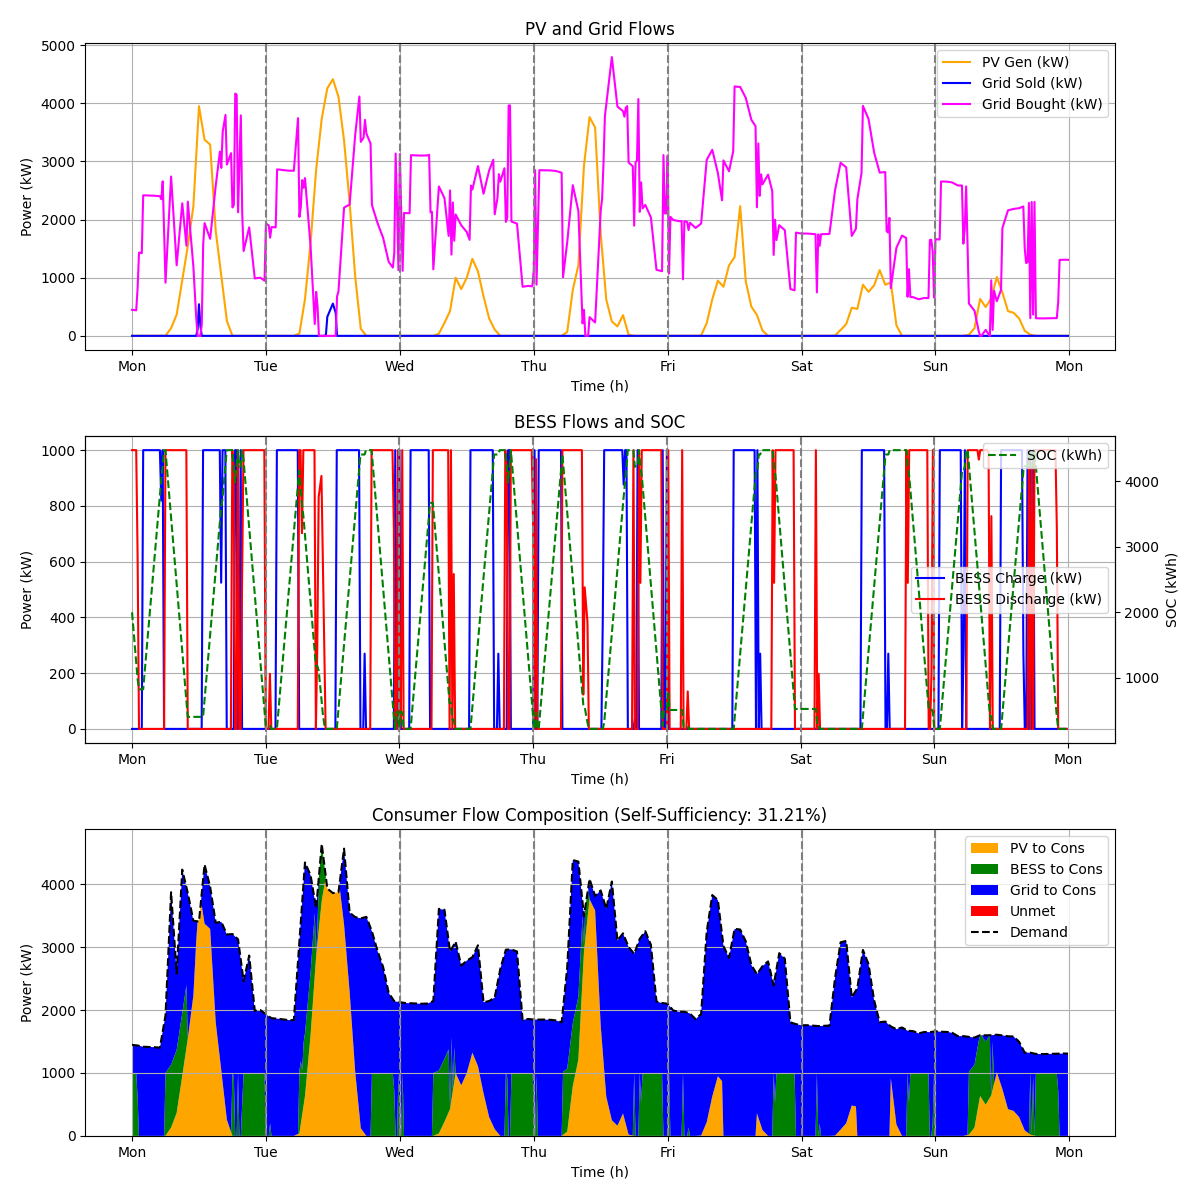 PV and Grid Flows
5000
4000
3000
2000
1000
0
Power (kW)
PV Gen (kW)
Grid Sold (kW)
Grid Bought (kW)
Mon Tue Wed Thu Fri Sat Sun Mon
Time (h)
BESS Flows and SOC
1000
800
600
400
200
0
Power (kW)
SOC (kWh)
BESS Charge (kW)
BESS Discharge (kW)
4000
3000
2000
1000
SOC (kWh)
Mon Tue Wed Thu Fri Sat Sun Mon
Time (h)
Consumer Flow Composition (Self-Sufficiency: 31.21%)
4000
3000
2000
1000
0
Power (kW)
PV to Cons
BESS to Cons
Grid to Cons
Unmet
Demand
Mon Tue Wed Thu Fri Sat Sun Mon
Time (h)